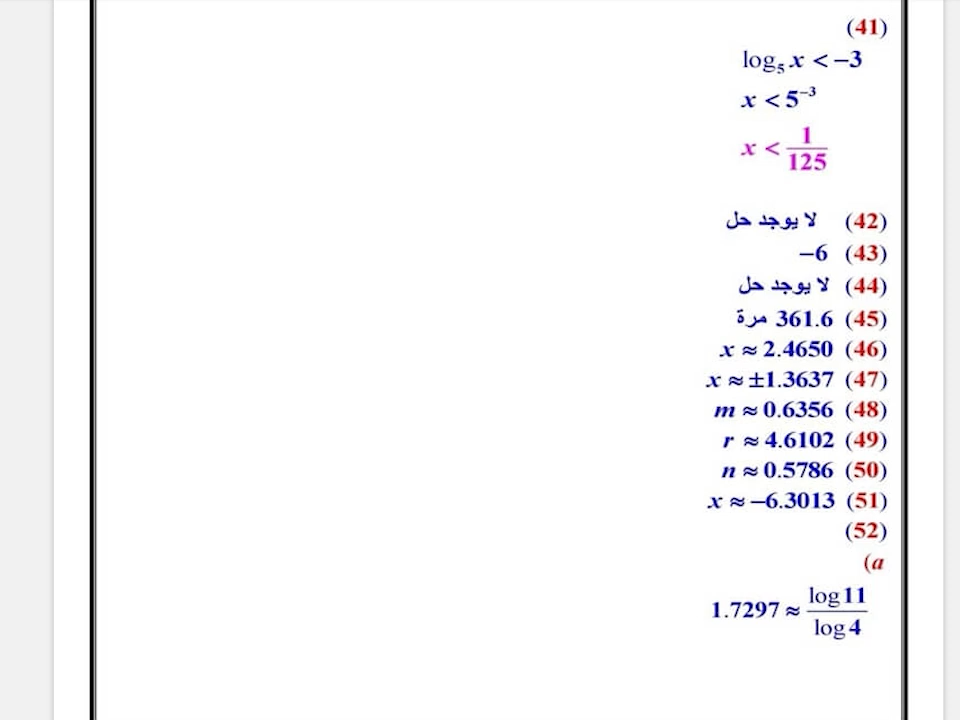 (41)
log₅ x < −3
x < 5⁻³
x < 1/125
(42) لا يوجد حل
(43) −6
(44) لا يوجد حل
(45) 361.6 مرة
(46) x ≈ 2.4650
(47) x ≈ ±1.3637
(48) m ≈ 0.6356
(49) r ≈ 4.6102
(50) n ≈ 0.5786
(51) x ≈ −6.3013
(52)
(a
1.7297 ≈ log 11 / log 4